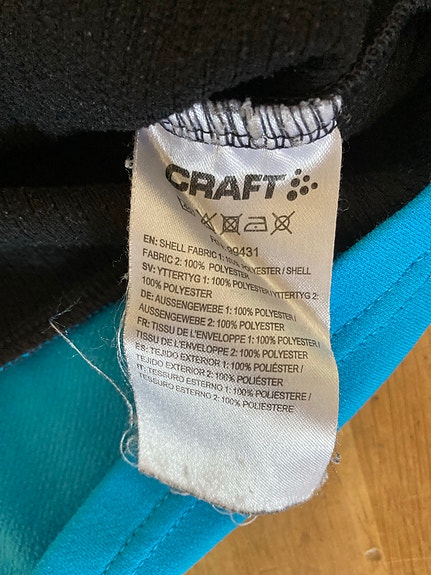 CRAFT
99431
EN: SHELL FABRIC 1: 100% POLYESTER / SHELL
FABRIC 2: 100% POLYESTER
SV: YTTERTYG 1: 100% POLYESTER/YTTERTYG 2:
100% POLYESTER
DE: AUSSENGEWEBE 1: 100% POLYESTER /
AUSSENGEWEBE 2: 100% POLYESTER
FR: TISSU DE L'ENVELOPPE 1: 100% POLYESTER/
TISSU DE L'ENVELOPPE 2: 100% POLYESTER
ES: TEJIDO EXTERIOR 1: 100% POLIÉSTER /
TEJIDO EXTERIOR 2: 100% POLIÉSTER
IT: TESSURO ESTERNO 1: 100% POLIESTERE /
TESSURO ESTERNO 2: 100% POLIESTERE